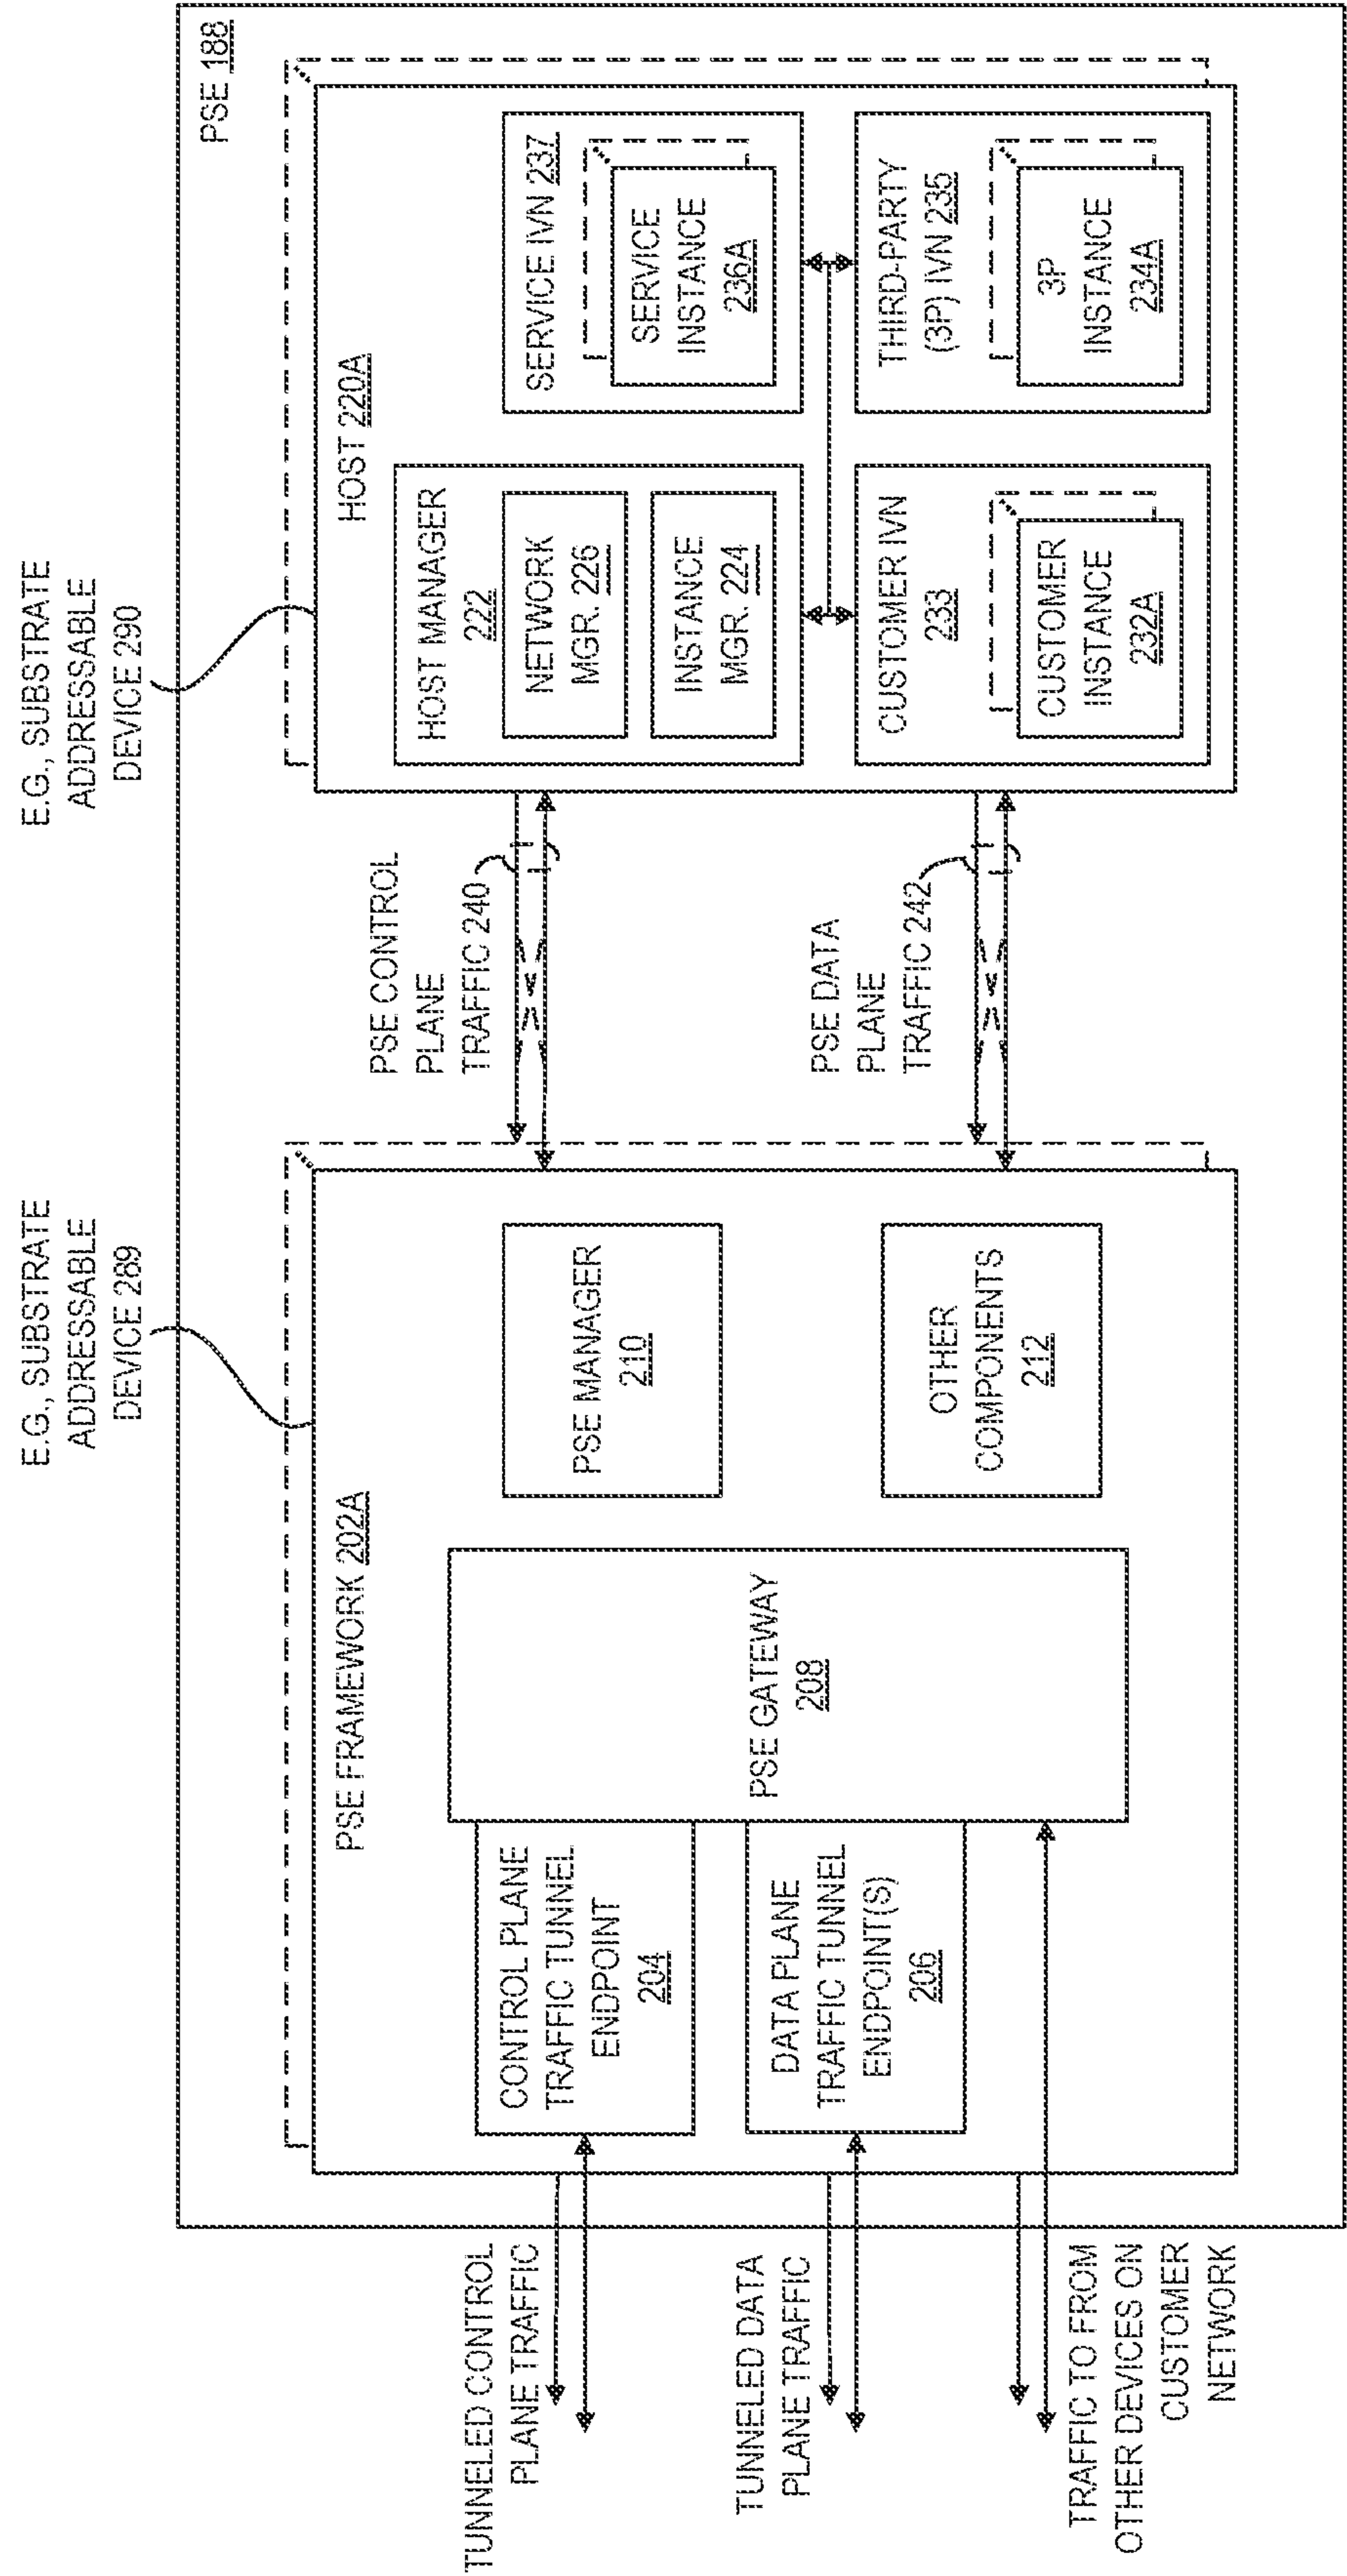 PSE 188
E.G., SUBSTRATE
ADDRESSABLE
DEVICE 289
E.G., SUBSTRATE
ADDRESSABLE
DEVICE 290
PSE FRAMEWORK 202A
CONTROL PLANE
TRAFFIC TUNNEL
ENDPOINT
204
DATA PLANE
TRAFFIC TUNNEL
ENDPOINT(S)
206
PSE GATEWAY
208
PSE MANAGER
210
OTHER
COMPONENTS
212
TUNNELED CONTROL
PLANE TRAFFIC
TUNNELED DATA
PLANE TRAFFIC
TRAFFIC TO FROM
OTHER DEVICES ON
CUSTOMER
NETWORK
PSE CONTROL
PLANE
TRAFFIC 240
PSE DATA
PLANE
TRAFFIC 242
HOST 220A
HOST MANAGER
222
NETWORK
MGR. 226
INSTANCE
MGR. 224
SERVICE IVN 237
SERVICE
INSTANCE
236A
CUSTOMER IVN
233
CUSTOMER
INSTANCE
232A
THIRD-PARTY
(3P) IVN 235
3P
INSTANCE
234A